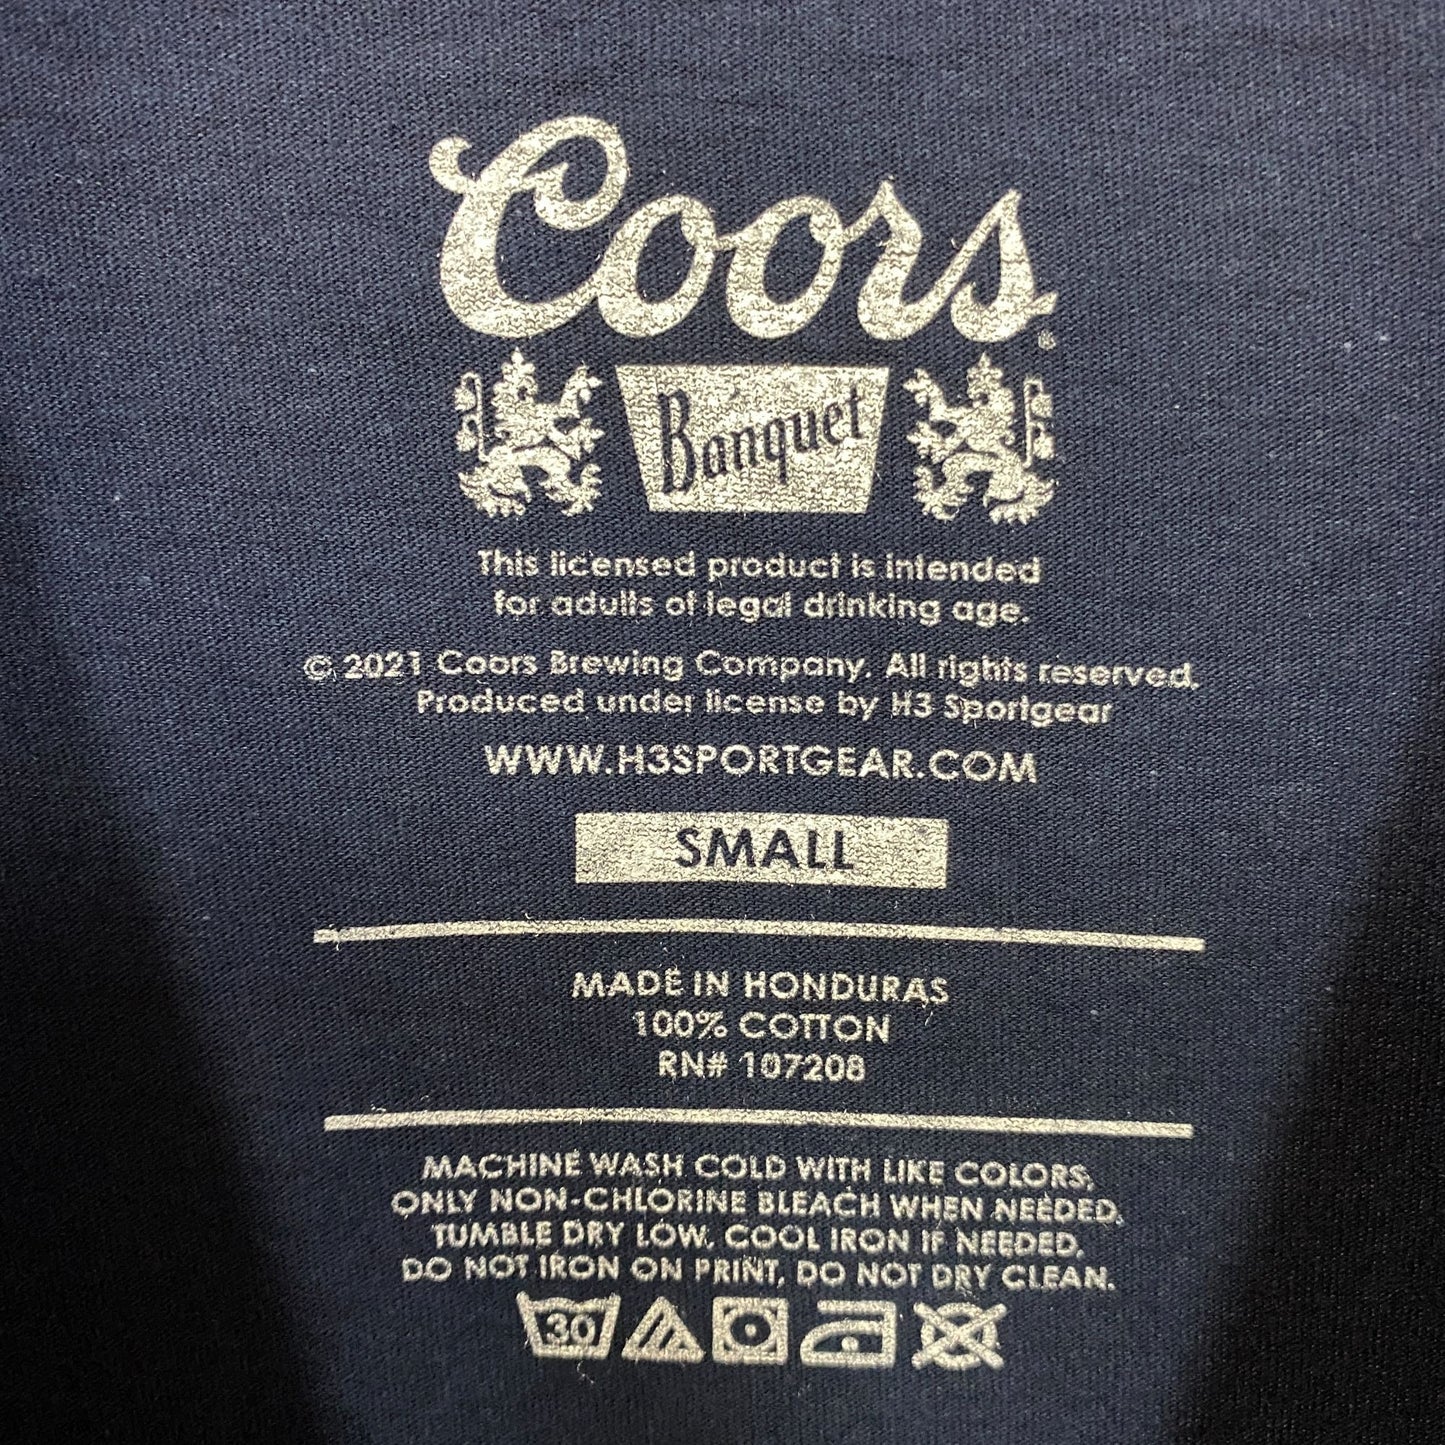 Coors®
Banquet
This licensed product is intended
for adults of legal drinking age.
© 2021 Coors Brewing Company. All rights reserved.
Produced under license by H3 Sportgear
WWW.H3SPORTGEAR.COM
SMALL
MADE IN HONDURAS
100% COTTON
RN# 107208
MACHINE WASH COLD WITH LIKE COLORS,
ONLY NON-CHLORINE BLEACH WHEN NEEDED,
TUMBLE DRY LOW. COOL IRON IF NEEDED.
DO NOT IRON ON PRINT, DO NOT DRY CLEAN.
30